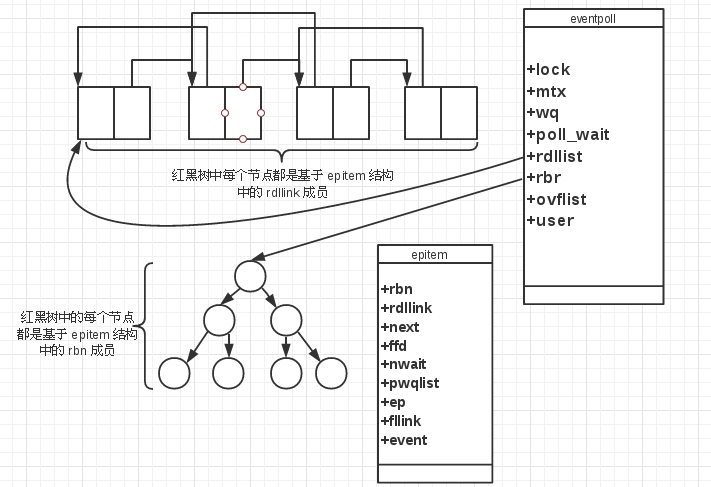 eventpoll
+lock
+mtx
+wq
+poll_wait
+rdllist
+rbr
+ovflist
+user
红黑树中每个节点都是基于 epitem 结构
中的 rdllink 成员
红黑树中的每个节点
都是基于 epitem 结构
中的 rbn 成员
epitem
+rbn
+rdllink
+next
+ffd
+nwait
+pwqlist
+ep
+fllink
+event